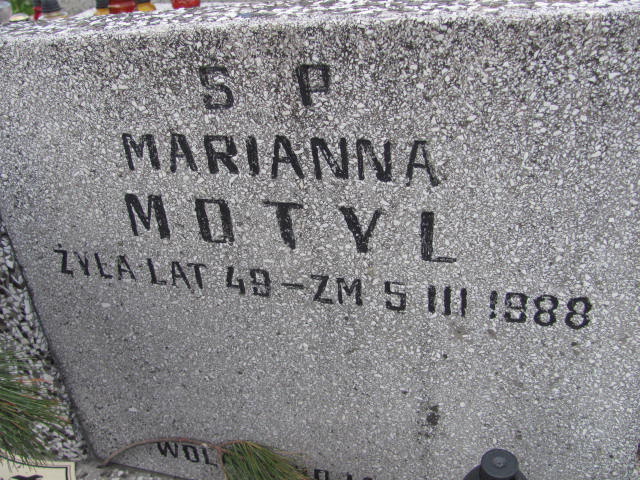 S P
MARIANNA
MOTYL
ŻYŁA LAT 49 - ZM 5 III 1988